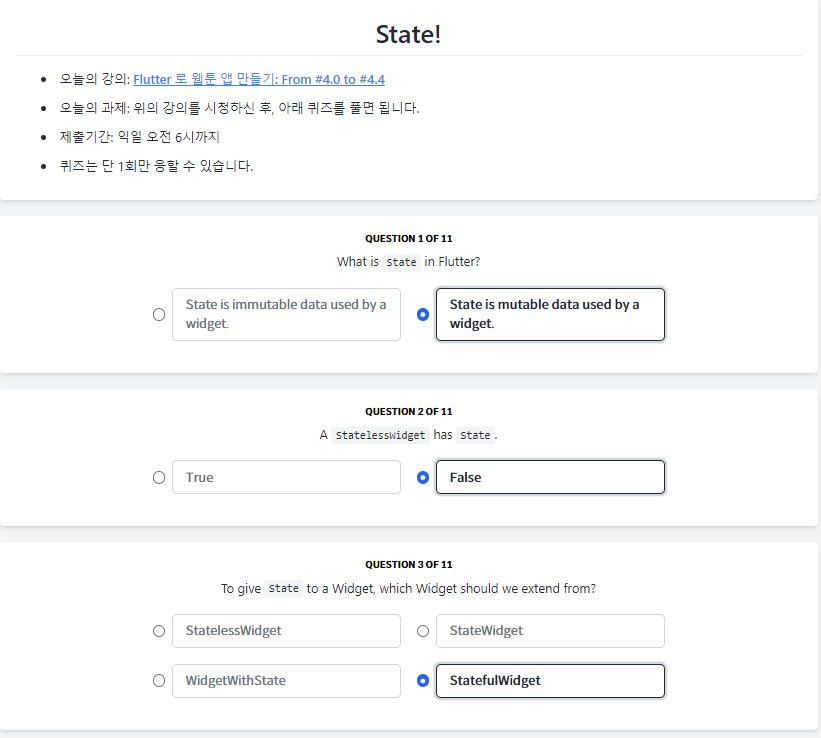 State!
오늘의 강의: Flutter 로 웹툰 앱 만들기: From #4.0 to #4.4
오늘의 과제: 위의 강의를 시청하신 후, 아래 퀴즈를 풀면 됩니다.
제출기간: 익일 오전 6시까지
퀴즈는 단 1회만 응할 수 있습니다.
QUESTION 1 OF 11
What is State in Flutter?
State is immutable data used by a
widget.
State is mutable data used by a
widget.
QUESTION 2 OF 11
A StatelessWidget has State.
True
False
QUESTION 3 OF 11
To give State to a Widget, which Widget should we extend from?
StatelessWidget
StateWidget
WidgetWithState
StatefulWidget